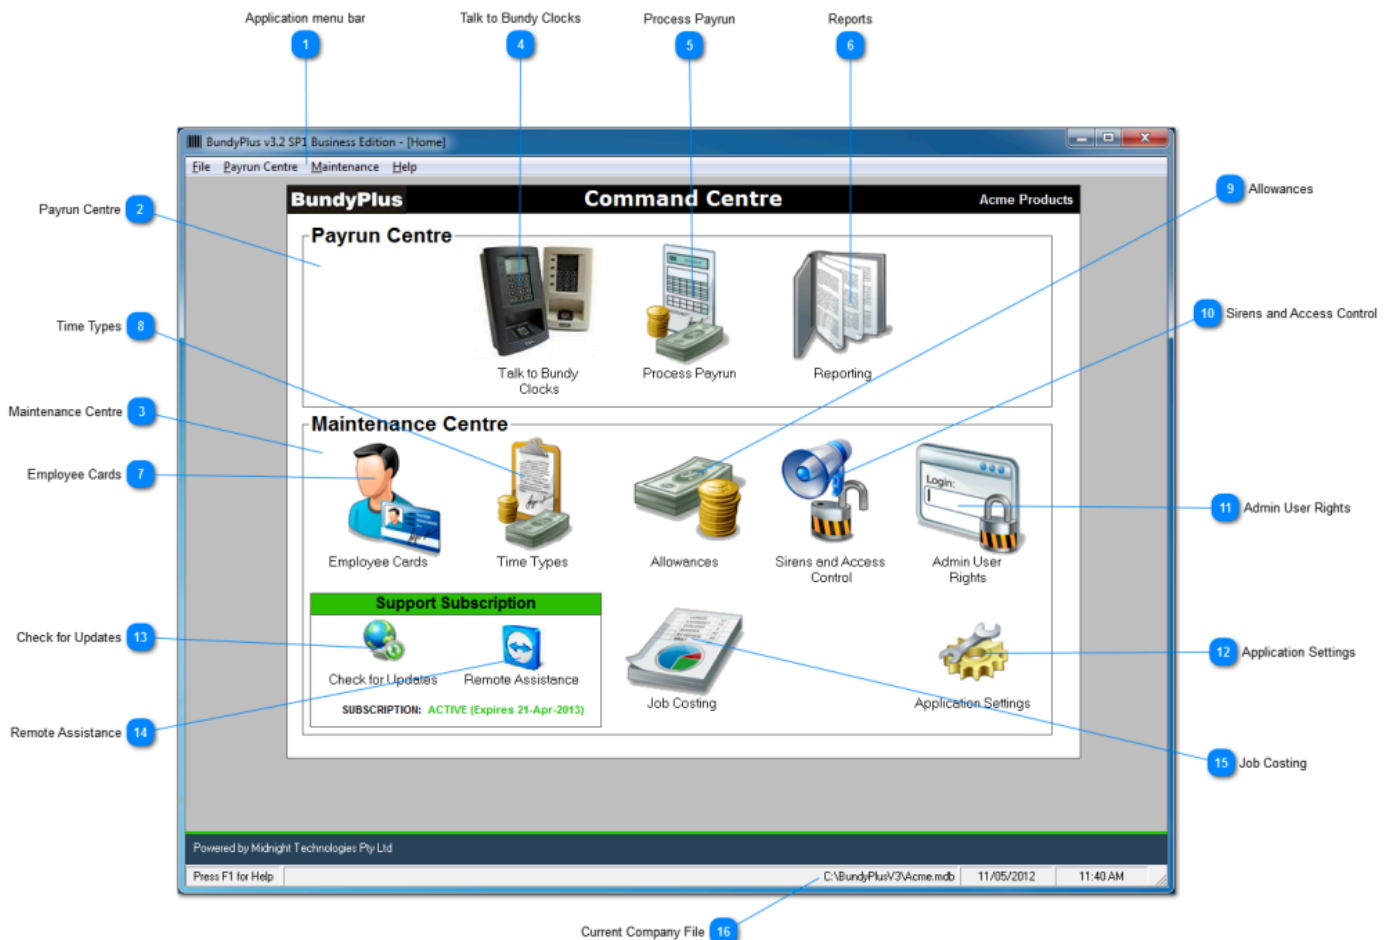 Application menu bar
1
Talk to Bundy Clocks
4
Process Payrun
5
Reports
6
BundyPlus v3.2 SP1 Business Edition - [Home]
File Payrun Centre Maintenance Help
BundyPlus Command Centre Acme Products
Payrun Centre 2
9 Allowances
Payrun Centre
Time Types 8
10 Sirens and Access Control
Talk to Bundy
Clocks
Process Payrun
Reporting
Maintenance Centre 3
Maintenance Centre
Employee Cards 7
Login:
11 Admin User Rights
Employee Cards
Time Types
Allowances
Sirens and Access
Control
Admin User
Rights
Support Subscription
Check for Updates 13
12 Application Settings
Check for Updates
Remote Assistance
Job Costing
Application Settings
SUBSCRIPTION: ACTIVE (Expires 21-Apr-2013)
Remote Assistance 14
15 Job Costing
Powered by Midnight Technologies Pty Ltd
Press F1 for Help C:\BundyPlusV3\Acme.mdb 11/05/2012 11:40 AM
Current Company File 16